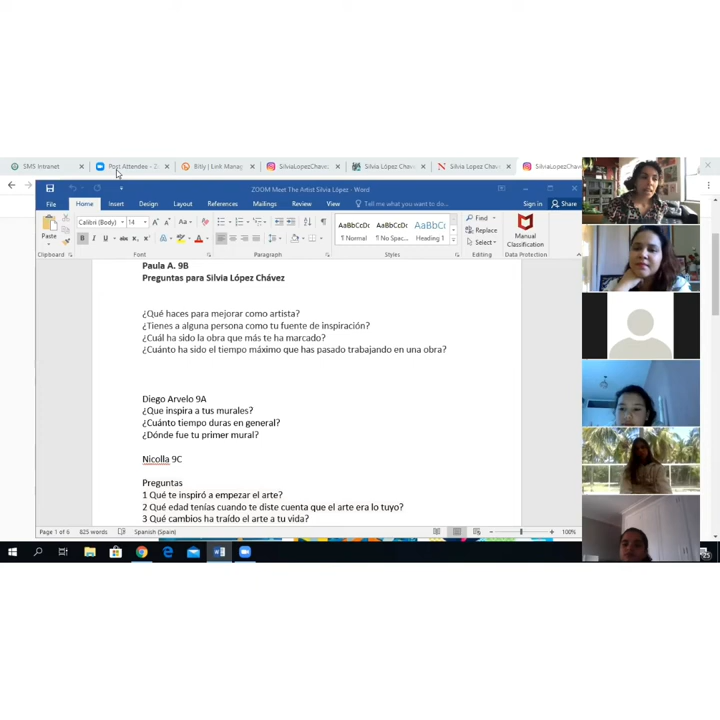 SMS Intranet
Post Attendee - Z
Bitly | Link Manag
SilviaLopezChavez
Silvia López Chav
Silvia Lopez Chav
SilviaLopezChav
ZOOM Meet The Artist Silvia López - Word
File Home Insert Design Layout References Mailings Review View Tell me what you want to do... Sign in Share
Calibri (Body) 14
Paste
AaBbCcDc AaBbCcDc AaBbCc
¶ Normal ¶ No Spac... Heading 1
Find
Replace
Select
Manual
Classification
Clipboard Font Paragraph Styles Editing Data Protection
Paula A. 9B
Preguntas para Silvia López Chávez
¿Qué haces para mejorar como artista?
¿Tienes a alguna persona como tu fuente de inspiración?
¿Cuál ha sido la obra que más te ha marcado?
¿Cuánto ha sido el tiempo máximo que has pasado trabajando en una obra?
Diego Arvelo 9A
¿Que inspira a tus murales?
¿Cuánto tiempo duras en general?
¿Dónde fue tu primer mural?
Nicolla 9C
Preguntas
1 Qué te inspiró a empezar el arte?
2 Qué edad tenías cuando te diste cuenta que el arte era lo tuyo?
3 Qué cambios ha traído el arte a tu vida?
Page 1 of 6 825 words Spanish (Spain) 100%